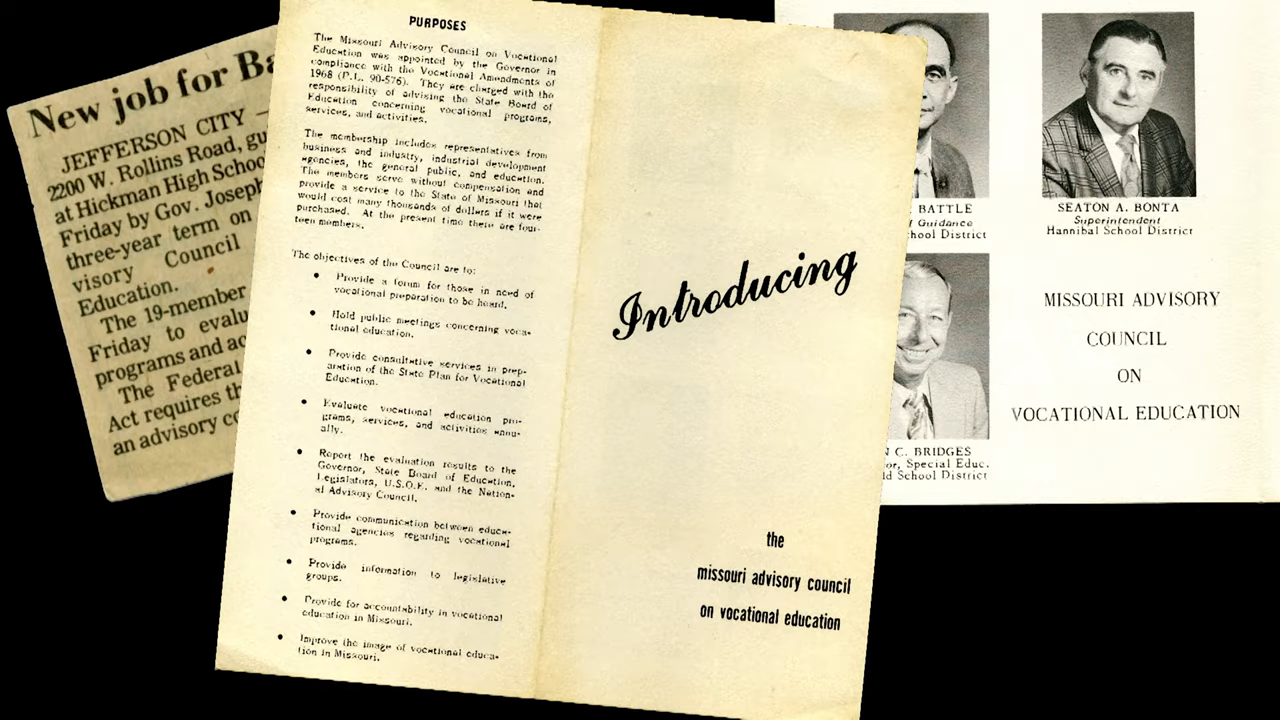 New job for Ba
JEFFERSON CITY —
2200 W. Rollins Road, gu
at Hickman High Schoo
Friday by Gov. Joseph
three-year term on
visory Council
Education.
The 19-member
Friday to evalu
programs and ac
The Federal
Act requires th
an advisory co
PURPOSES
The Missouri Advisory Council on Vocational
Education was appointed by the Governor in
compliance with the Vocational Amendments of
1968 (P.L. 90-576). They are charged with the
responsibility of advising the State Board of
Education concerning vocational programs,
services, and activities.
The membership includes representatives from
business and industry, industrial development
agencies, the general public, and education.
The members serve without compensation and
provide a service to the State of Missouri that
would cost many thousands of dollars if it were
purchased. At the present time there are four-
teen members.
The objectives of the Council are to:
• Provide a forum for those in need of
vocational preparation to be heard.
• Hold public meetings concerning voca-
tional education.
• Provide consultative services in prep-
aration of the State Plan for Vocational
Education.
• Evaluate vocational education pro-
grams, services, and activities annu-
ally.
• Report the evaluation results to the
Governor, State Board of Education,
Legislators, U.S.O.E. and the Nation-
al Advisory Council.
• Provide communication between educa-
tional agencies regarding vocational
programs.
• Provide information to legislative
groups.
• Provide for accountability in vocational
education in Missouri.
• Improve the image of vocational educa-
tion in Missouri.
Introducing
the
missouri advisory council
on vocational education
BATTLE
Guidance
hool District
SEATON A. BONTA
Superintendent
Hannibal School District
C. BRIDGES
or, Special Educ.
ld School District
MISSOURI ADVISORY
COUNCIL
ON
VOCATIONAL EDUCATION